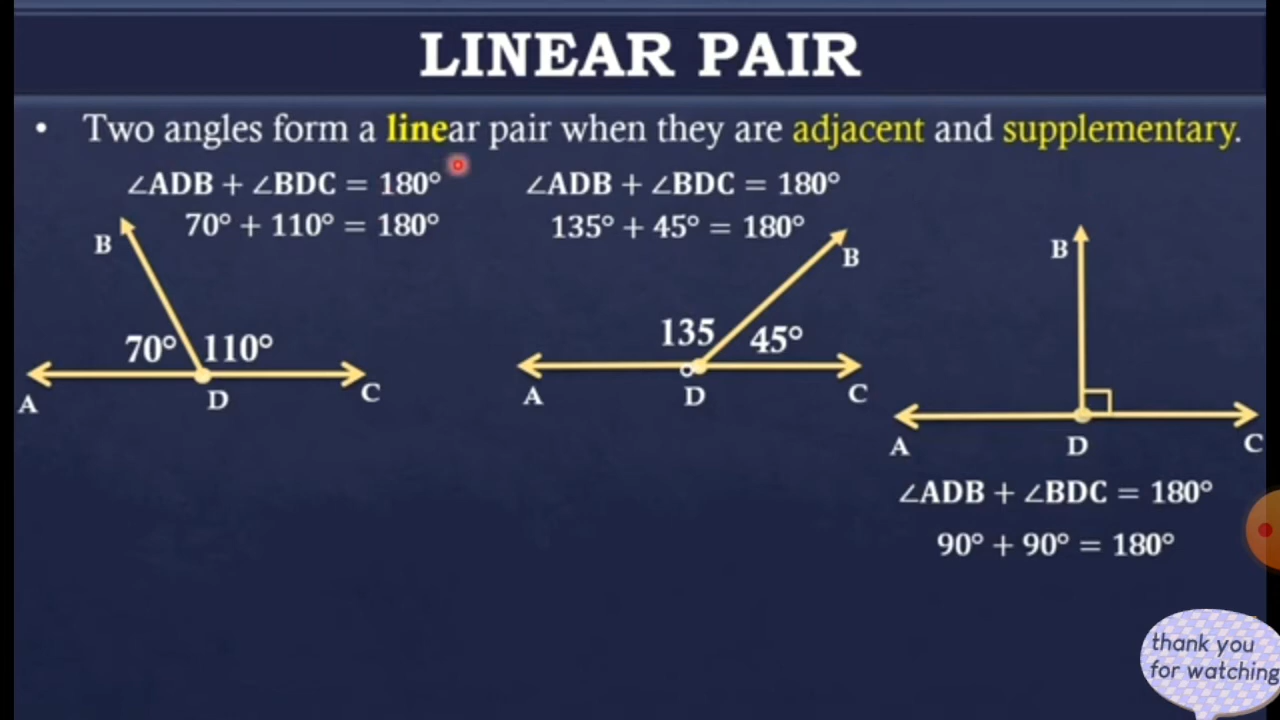 LINEAR PAIR
• Two angles form a linear pair when they are adjacent and supplementary.
∠ADB + ∠BDC = 180°
70° + 110° = 180°
B
70° 110°
A
D
C
∠ADB + ∠BDC = 180°
135° + 45° = 180°
B
135 45°
°
A
D
C
B
A
D
C
∠ADB + ∠BDC = 180°
90° + 90° = 180°
thank you
for watching